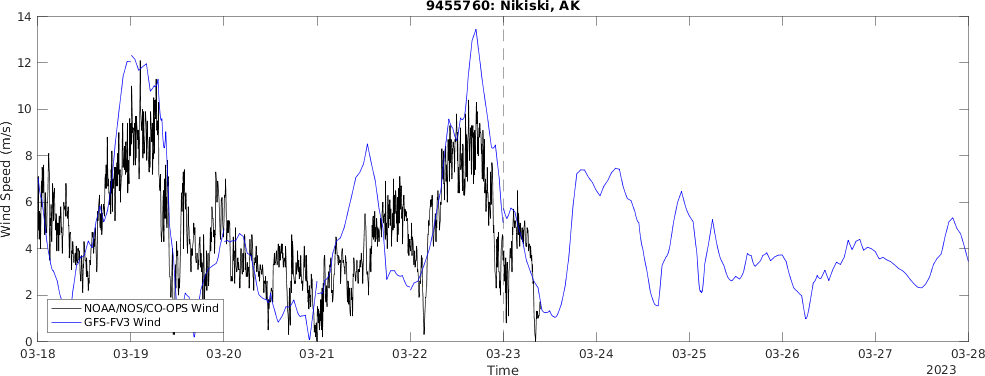 9455760: Nikiski, AK
14
12
10
8
6
4
2
0
Wind Speed (m/s)
NOAA/NOS/CO-OPS Wind
GFS-FV3 Wind
03-18 03-19 03-20 03-21 03-22 03-23 03-24 03-25 03-26 03-27 03-28
Time
2023